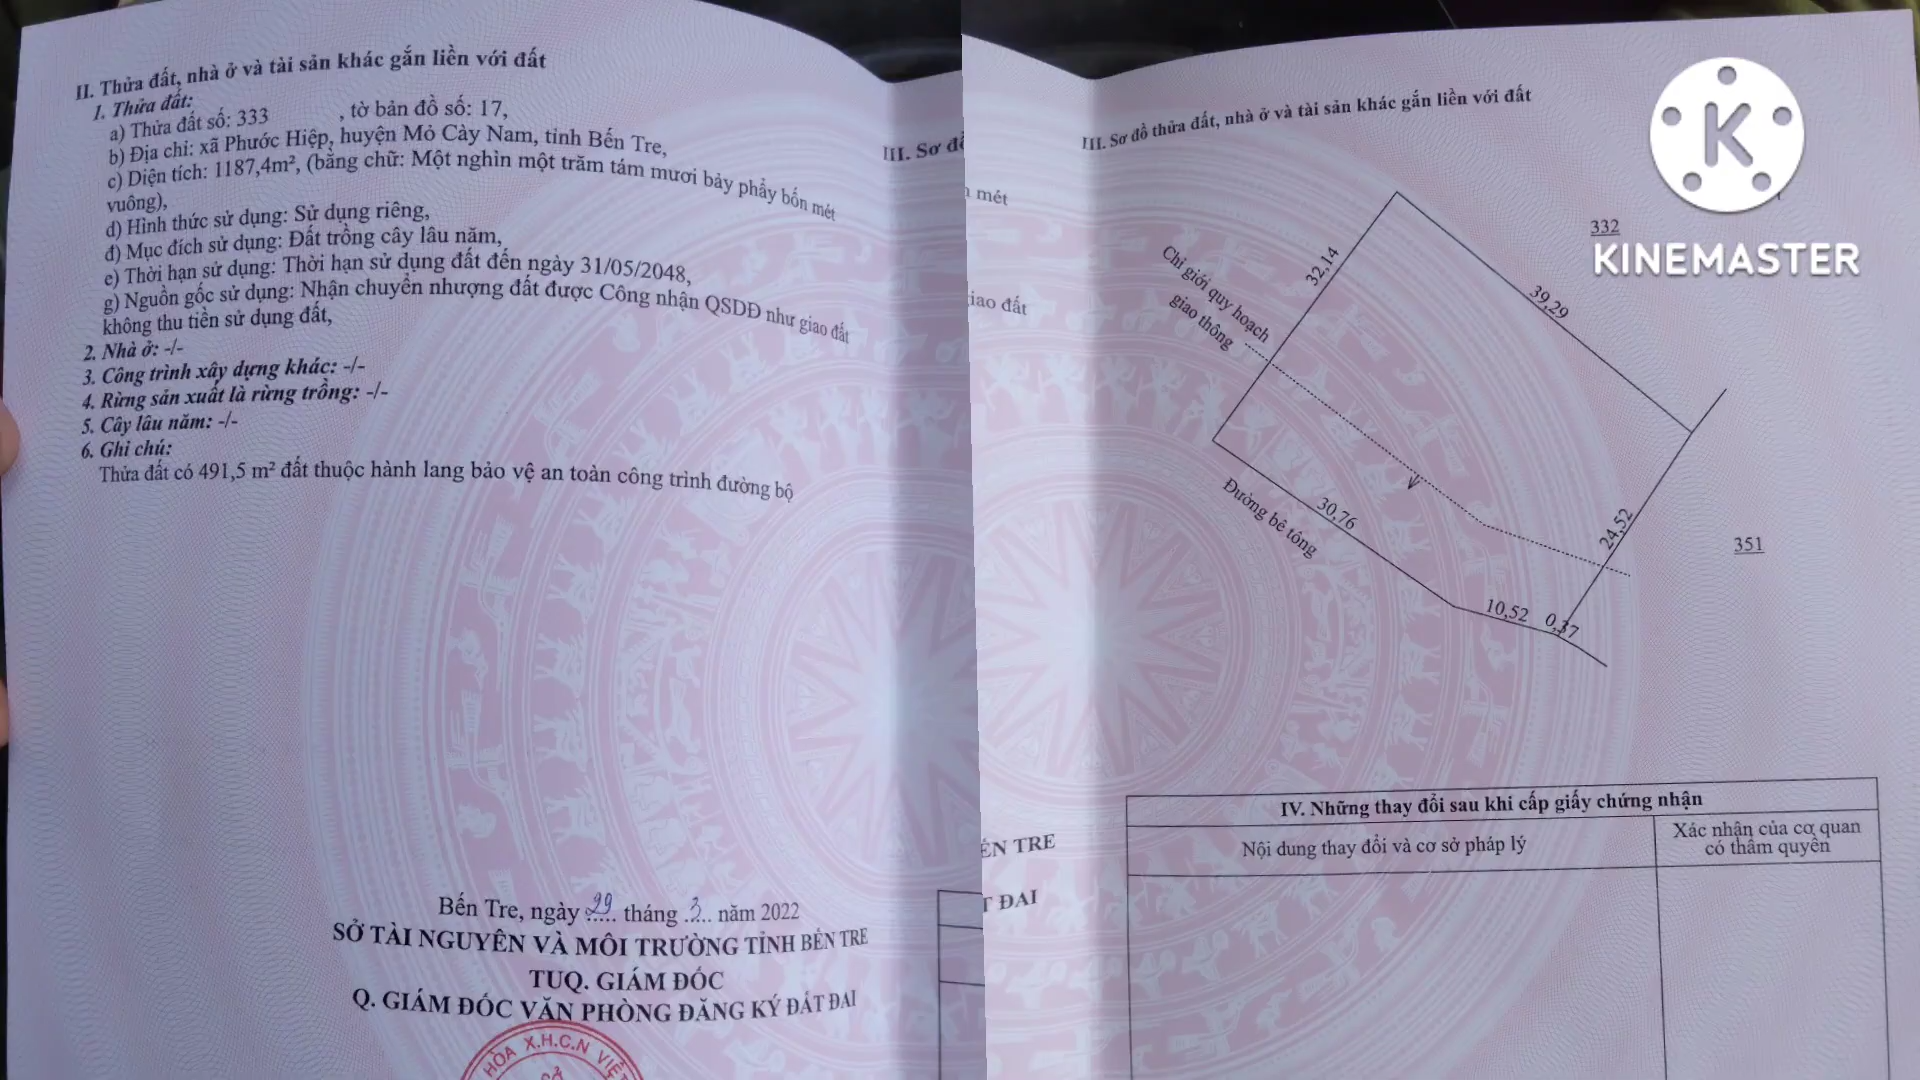 II. Thửa đất, nhà ở và tài sản khác gắn liền với đất
1. Thửa đất:
a) Thửa đất số: 333 , tờ bản đồ số: 17,
b) Địa chỉ: xã Phước Hiệp, huyện Mỏ Cày Nam, tỉnh Bến Tre,
c) Diện tích: 1187,4m², (bằng chữ: Một nghìn một trăm tám mươi bảy phẩy bốn mét
vuông),
d) Hình thức sử dụng: Sử dụng riêng,
đ) Mục đích sử dụng: Đất trồng cây lâu năm,
e) Thời hạn sử dụng: Thời hạn sử dụng đất đến ngày 31/05/2048,
g) Nguồn gốc sử dụng: Nhận chuyển nhượng đất được Công nhận QSDĐ như giao đất
không thu tiền sử dụng đất,
2. Nhà ở: -/-
3. Công trình xây dựng khác: -/-
4. Rừng sản xuất là rừng trồng: -/-
5. Cây lâu năm: -/-
6. Ghi chú:
Thửa đất có 491,5 m² đất thuộc hành lang bảo vệ an toàn công trình đường bộ
Bến Tre, ngày 29 tháng 3 năm 2022
SỞ TÀI NGUYÊN VÀ MÔI TRƯỜNG TỈNH BẾN TRE
TUQ. GIÁM ĐỐC
Q. GIÁM ĐỐC VĂN PHÒNG ĐĂNG KÝ ĐẤT ĐAI
HÒA X.H.C.N VIỆT
SỞ
III. Sơ đồ
mét
giao đất
ẾN TRE
T ĐAI
III. Sơ đồ thửa đất, nhà ở và tài sản khác gắn liền với đất
332
KINEMASTER
32,14
39,29
Chỉ giới quy hoạch
giao thông
Đường bê tông
30,76
24,52
351
10,52
0,37
IV. Những thay đổi sau khi cấp giấy chứng nhận
Nội dung thay đổi và cơ sở pháp lý
Xác nhận của cơ quan
có thẩm quyền